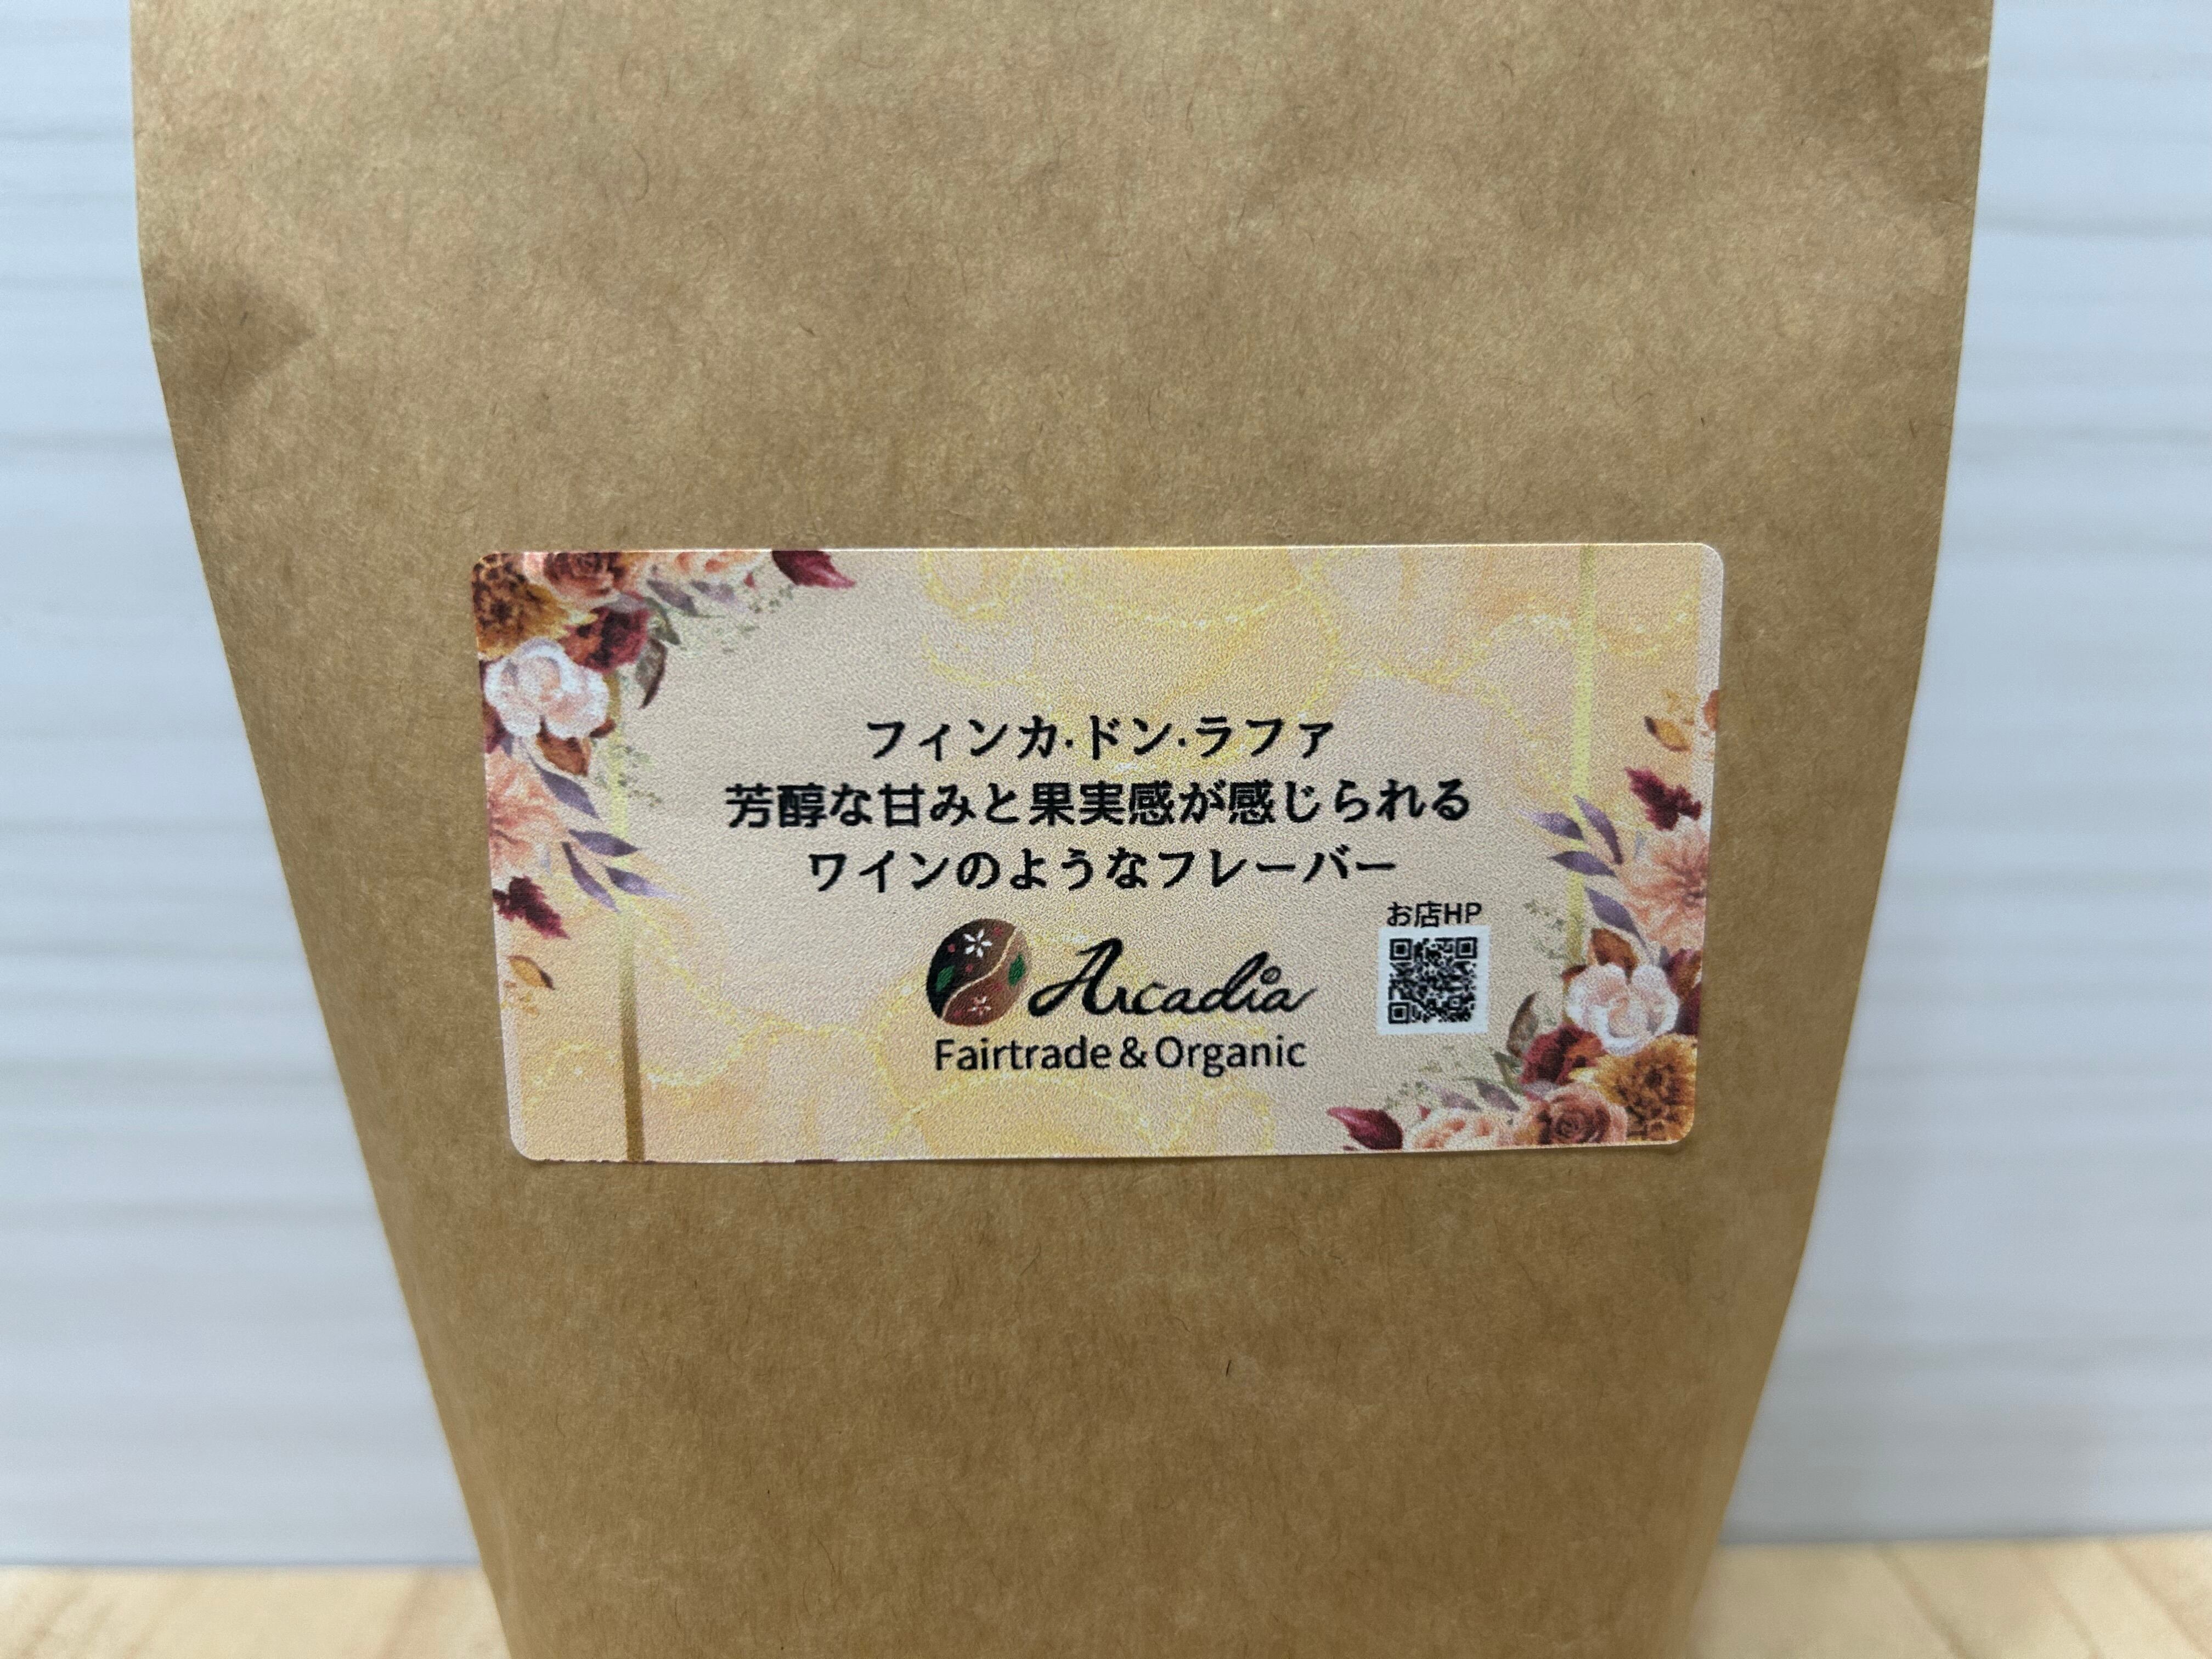 フィンカ·ドン·ラファ
芳醇な甘みと果実感が感じられる
ワインのようなフレーバー
お店HP
Arcadia
Fairtrade & Organic